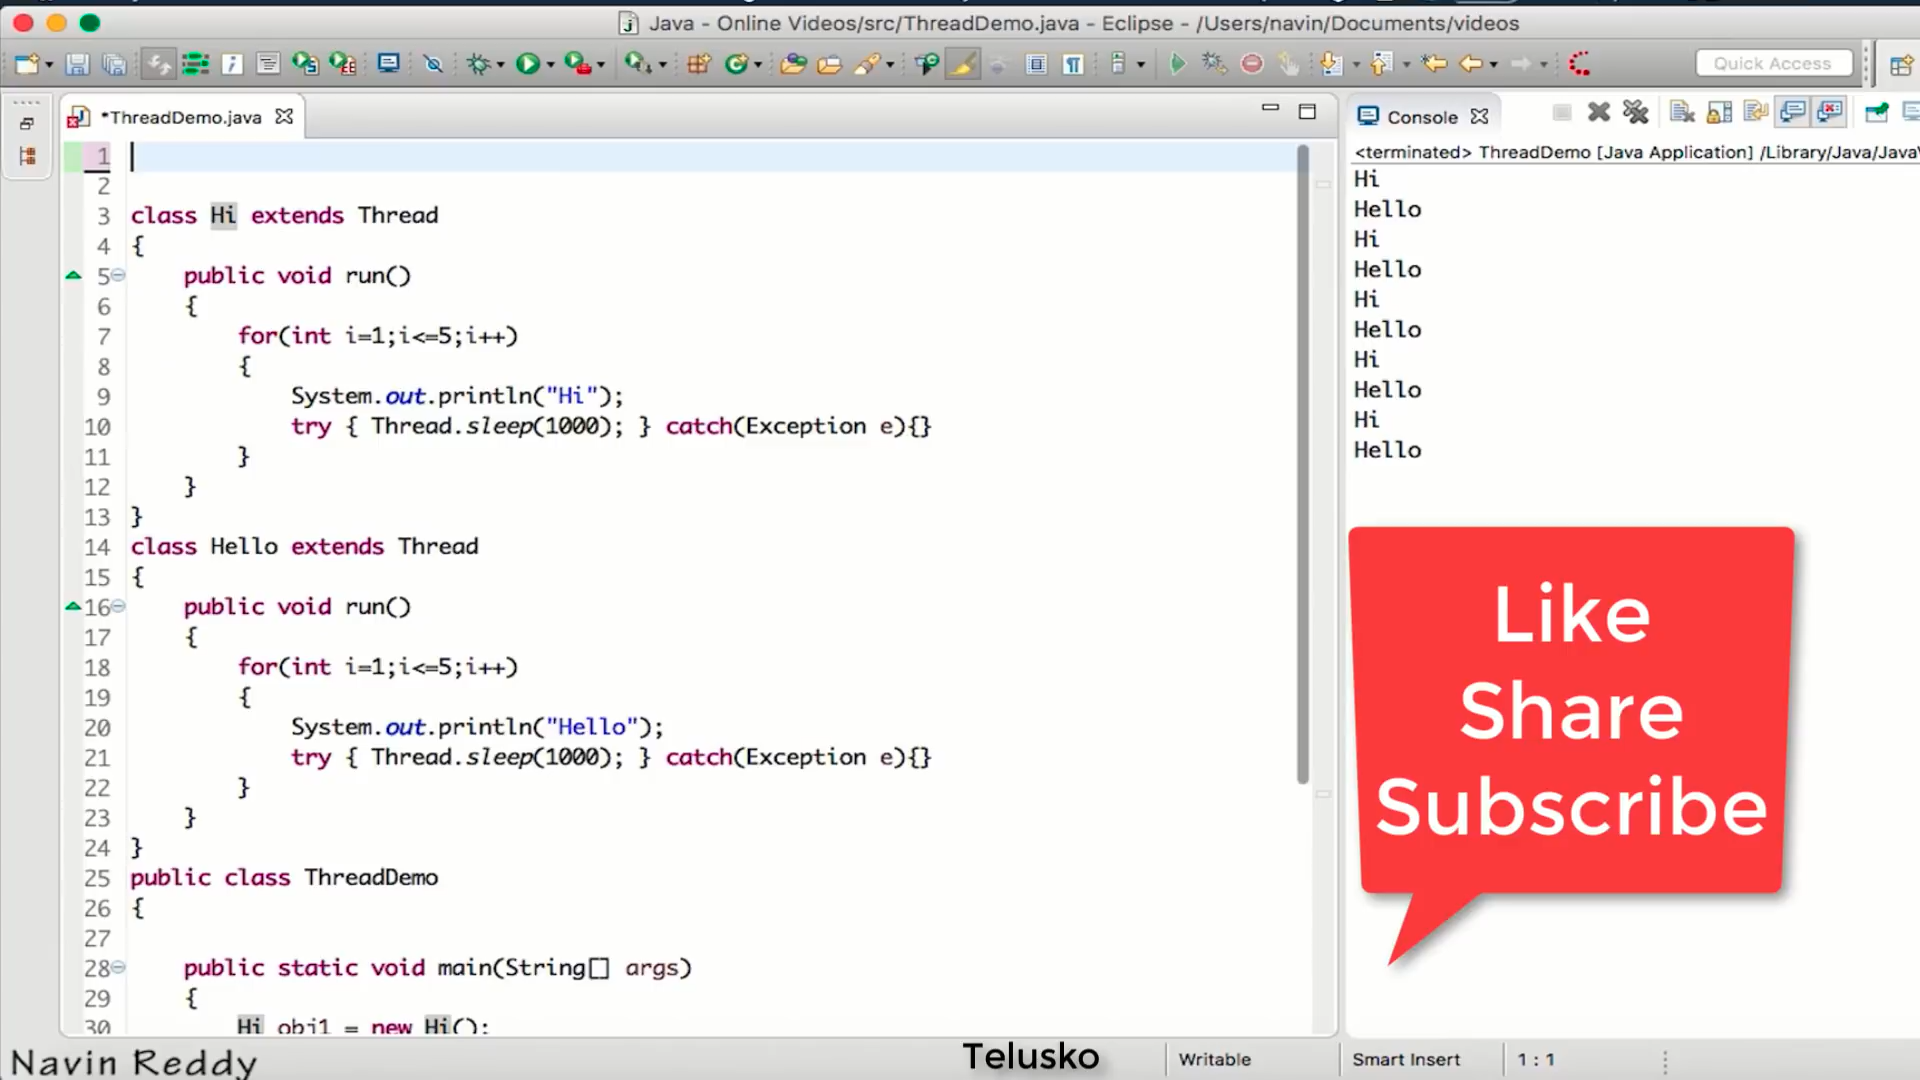 Java - Online Videos/src/ThreadDemo.java - Eclipse - /Users/navin/Documents/videos
Quick Access
*ThreadDemo.java
1
2
3 class Hi extends Thread
4 {
5 public void run()
6 {
7 for(int i=1;i<=5;i++)
8 {
9 System.out.println("Hi");
10 try { Thread.sleep(1000); } catch(Exception e){}
11 }
12 }
13 }
14 class Hello extends Thread
15 {
16 public void run()
17 {
18 for(int i=1;i<=5;i++)
19 {
20 System.out.println("Hello");
21 try { Thread.sleep(1000); } catch(Exception e){}
22 }
23 }
24 }
25 public class ThreadDemo
26 {
27
28 public static void main(String[] args)
29 {
30 Hi obj1 = new Hi();
Console
<terminated> ThreadDemo [Java Application] /Library/Java/Java
Hi
Hello
Hi
Hello
Hi
Hello
Hi
Hello
Hi
Hello
Like
Share
Subscribe
Navin Reddy
Telusko
Writable
Smart Insert
1 : 1